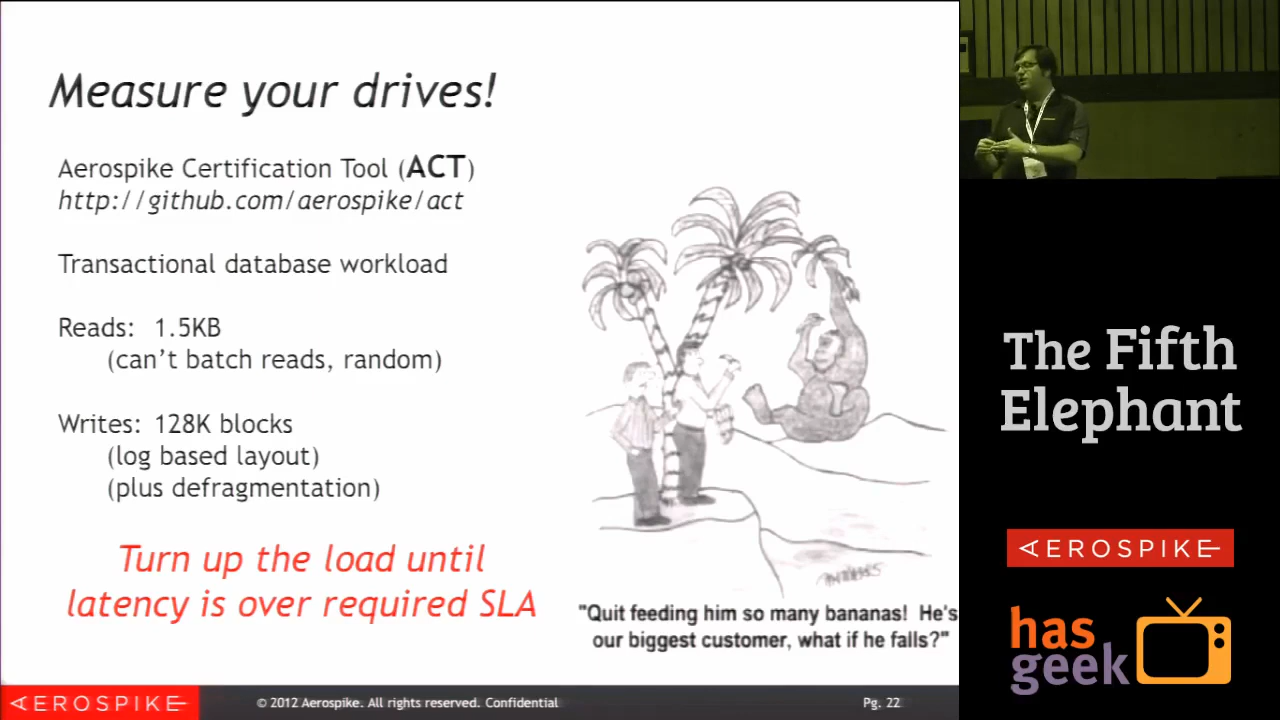 Measure your drives!
Aerospike Certification Tool (ACT)
http://github.com/aerospike/act
Transactional database workload
Reads: 1.5KB
(can't batch reads, random)
Writes: 128K blocks
(log based layout)
(plus defragmentation)
Turn up the load until
latency is over required SLA
"Quit feeding him so many bananas! He's
our biggest customer, what if he falls?"
AEROSPIKE
© 2012 Aerospike. All rights reserved. Confidential
Pg. 22
The Fifth
Elephant
AEROSPIKE
has
geek